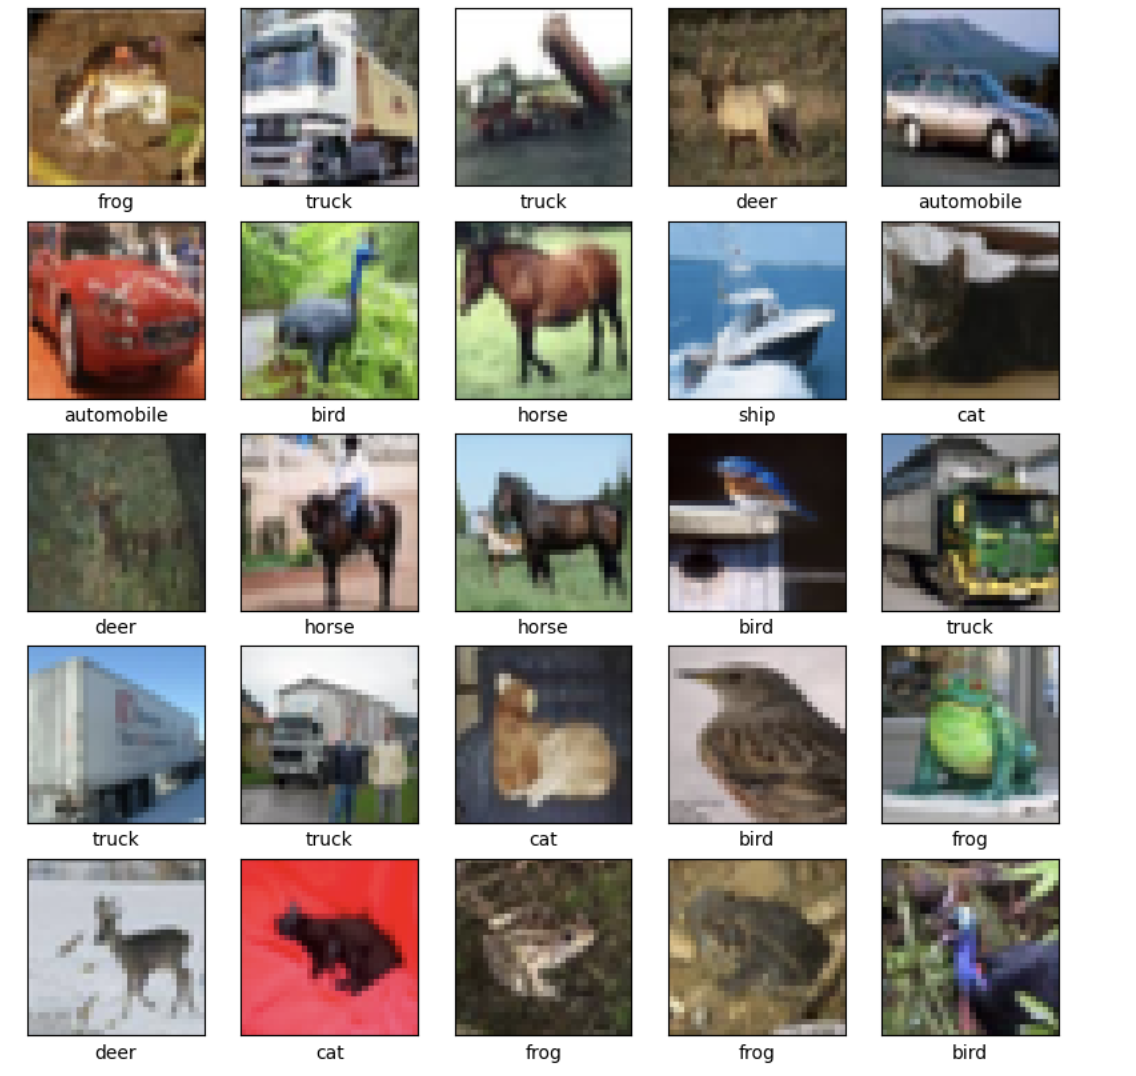 frog truck truck deer automobile
automobile bird horse ship cat
deer horse horse bird truck
truck truck cat bird frog
deer cat frog frog bird